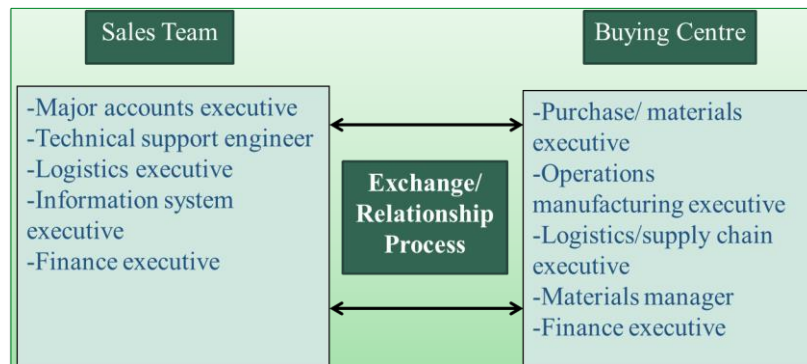 Sales Team
Buying Centre
-Major accounts executive
-Technical support engineer
-Logistics executive
-Information system
executive
-Finance executive
Exchange/
Relationship
Process
-Purchase/ materials
executive
-Operations
manufacturing executive
-Logistics/supply chain
executive
-Materials manager
-Finance executive